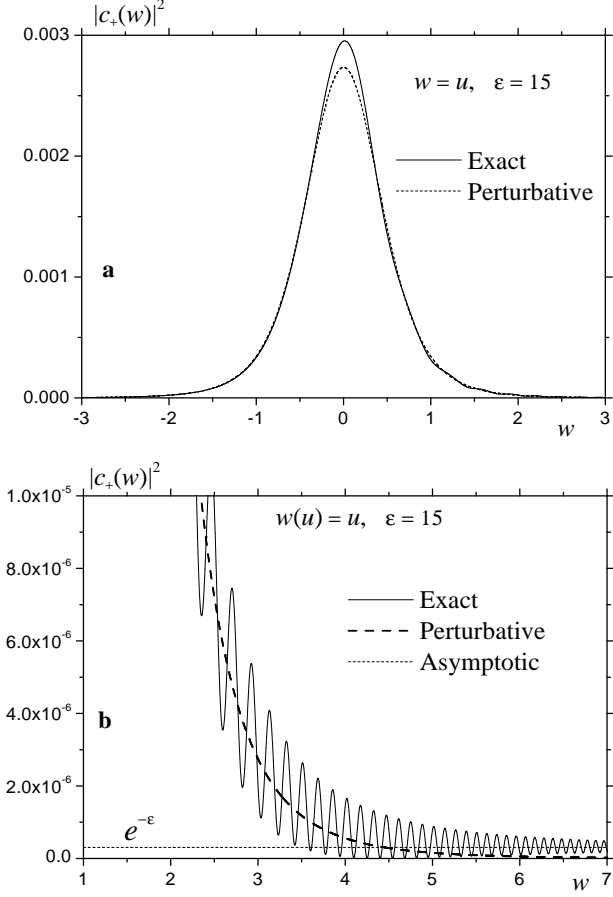 |c₊(w)|²
0.003
w = u, ε = 15
Exact
0.002
Perturbative
a
0.001
0.000
-3 -2 -1 0 1 2 3
w
|c₊(w)|²
1.0x10⁻⁵
w(u) = u, ε = 15
8.0x10⁻⁶
Exact
6.0x10⁻⁶
Perturbative
Asymptotic
4.0x10⁻⁶
b
2.0x10⁻⁶
e⁻ᵋ
0.0
1 2 3 4 5 6 7
w